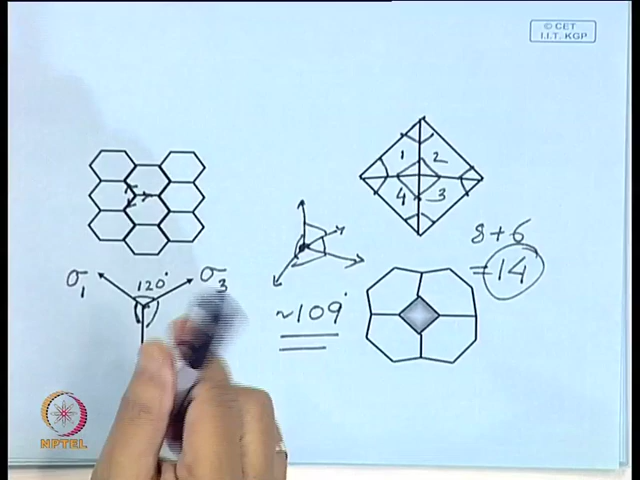 © CET
I.I.T. KGP
1 2
4 3
8+6
=14
σ₁ 120° σ₃
~109°
NPTEL